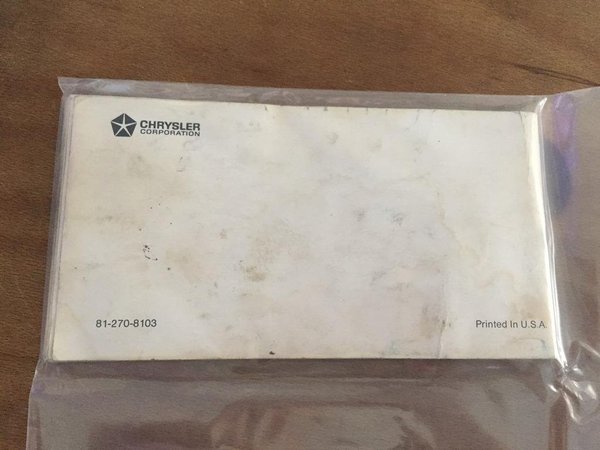 CHRYSLER
CORPORATION
81-270-8103
Printed In U.S.A.